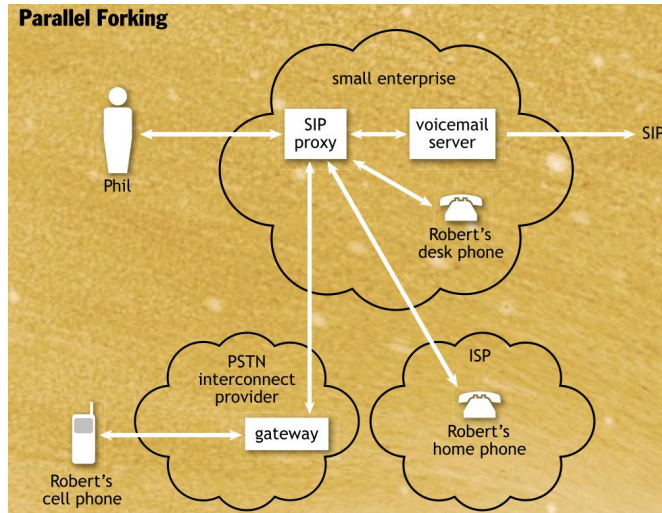 Parallel Forking
small enterprise
SIP
proxy
voicemail
server
SIP
Phil
Robert's
desk phone
PSTN
interconnect
provider
ISP
gateway
Robert's
home phone
Robert's
cell phone